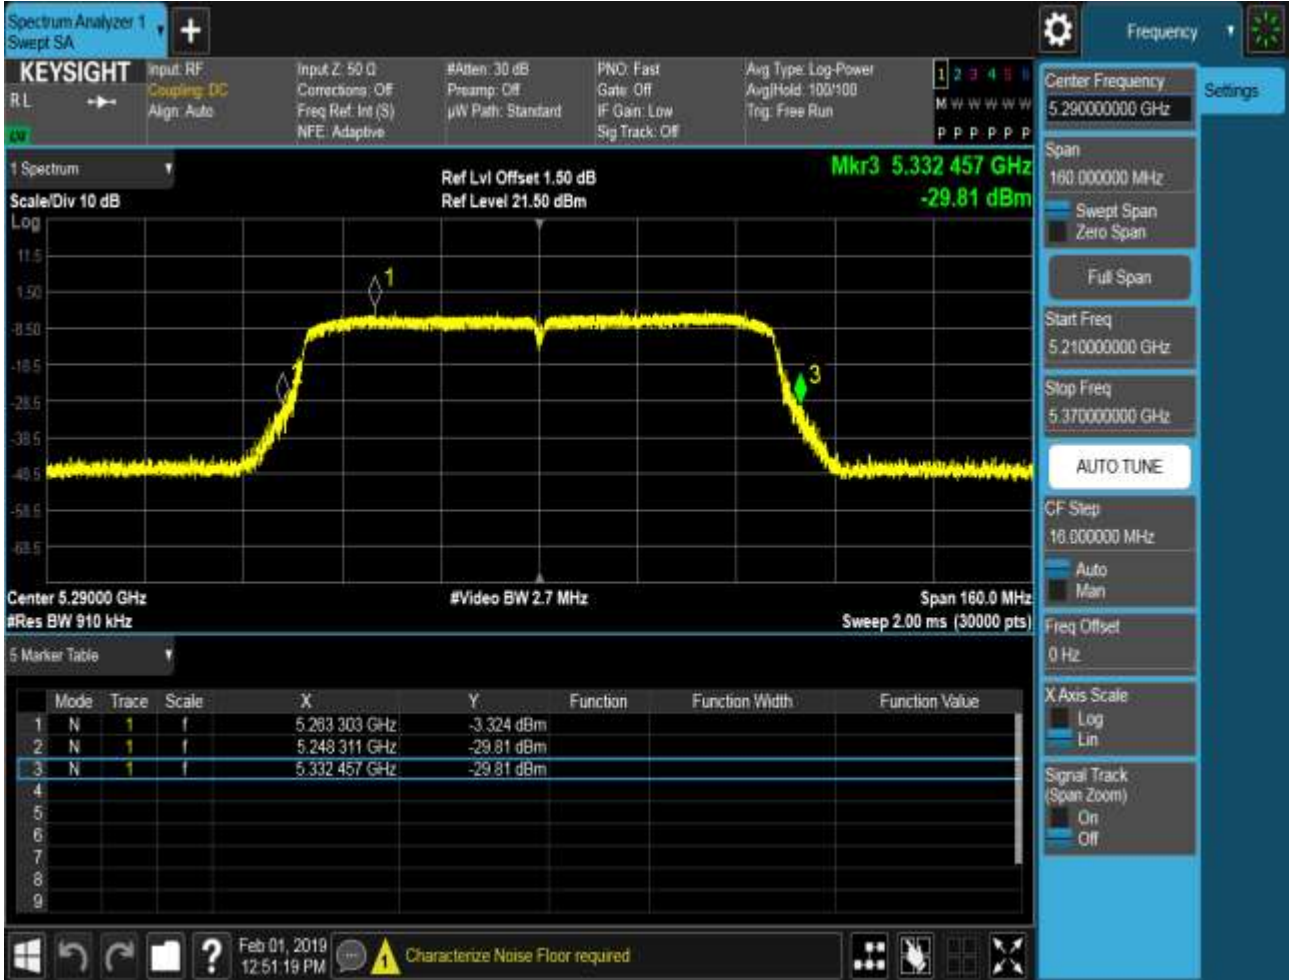 Spectrum Analyzer 1
Swept SA
Frequency
KEYSIGHT
RL
Input: RF
Coupling: DC
Align: Auto
Input Z: 50 Ω
Corrections: Off
Freq Ref: Int (S)
NFE: Adaptive
#Atten: 30 dB
Preamp: Off
µW Path: Standard
PNO: Fast
Gate: Off
IF Gain: Low
Sig Track: Off
Avg Type: Log-Power
Avg|Hold: 100/100
Trig: Free Run
1 2 3 4 5 6
M W W W W W
P P P P P P
1 Spectrum
Scale/Div 10 dB
Ref Lvl Offset 1.50 dB
Ref Level 21.50 dBm
Mkr3 5.332 457 GHz
-29.81 dBm
Log
11.5
1.50
-8.50
-18.5
-28.5
-38.5
-48.5
-58.5
-68.5
1
3
Center 5.29000 GHz
#Res BW 910 kHz
#Video BW 2.7 MHz
Span 160.0 MHz
Sweep 2.00 ms (30000 pts)
5 Marker Table
Mode Trace Scale X Y Function Function Width Function Value
1 N 1 f 5.263 303 GHz -3.324 dBm
2 N 1 f 5.248 311 GHz -29.81 dBm
3 N 1 f 5.332 457 GHz -29.81 dBm
4
5
6
7
8
9
Feb 01, 2019
12:51:19 PM
?
1
Characterize Noise Floor required
Settings
Center Frequency
5.290000000 GHz
Span
160.000000 MHz
Swept Span
Zero Span
Full Span
Start Freq
5.210000000 GHz
Stop Freq
5.370000000 GHz
AUTO TUNE
CF Step
16.000000 MHz
Auto
Man
Freq Offset
0 Hz
X Axis Scale
Log
Lin
Signal Track
(Span Zoom)
On
Off